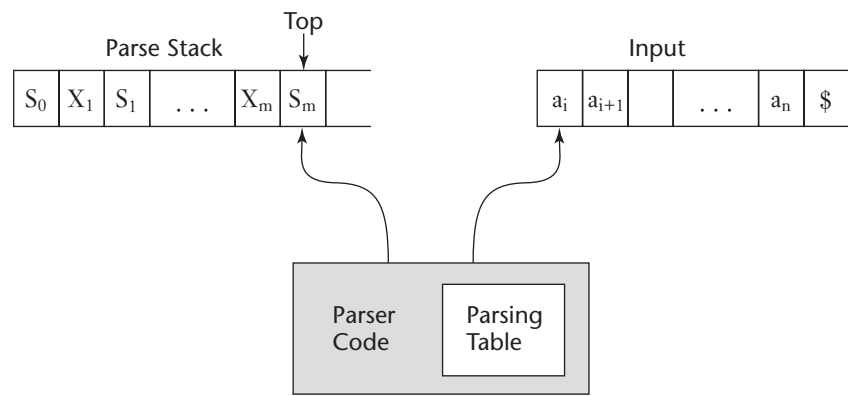 Top
Parse Stack
Input
S₀ X₁ S₁ . . . Xₘ Sₘ
aᵢ aᵢ₊₁ . . . aₙ $
Parser
Code
Parsing
Table